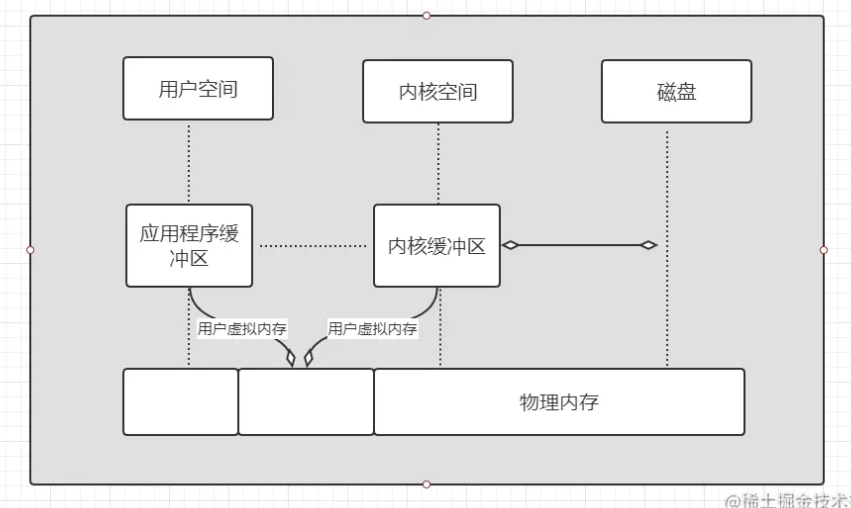 用户空间
内核空间
磁盘
应用程序缓
冲区
内核缓冲区
用户虚拟内存
用户虚拟内存
物理内存
@稀土掘金技术